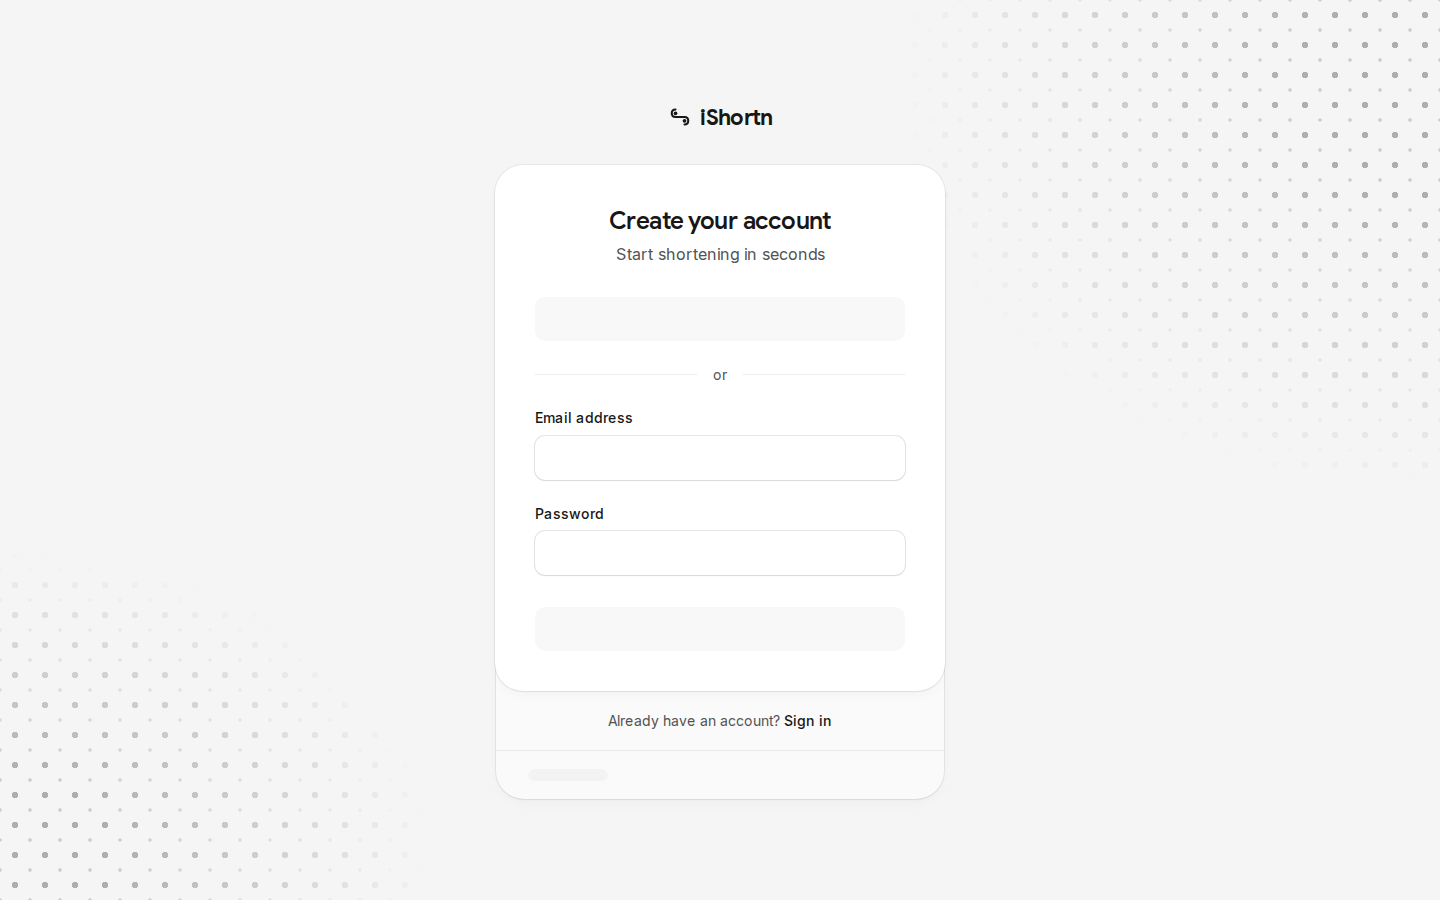 iShortn
Create your account
Start shortening in seconds
or
Email address
Password
Already have an account? Sign in